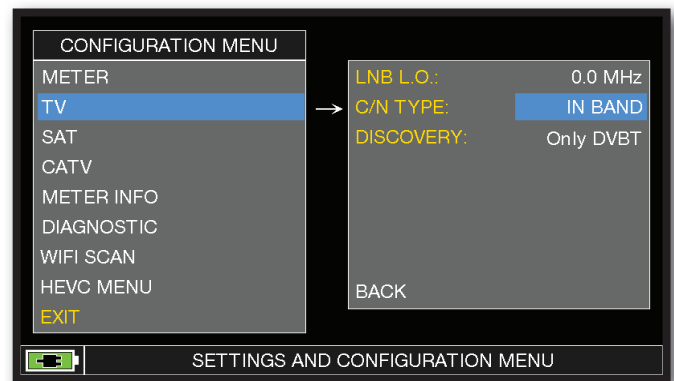 CONFIGURATION MENU
METER
TV
SAT
CATV
METER INFO
DIAGNOSTIC
WIFI SCAN
HEVC MENU
EXIT
LNB L.O.: 0.0 MHz
C/N TYPE: IN BAND
DISCOVERY: Only DVBT
BACK
SETTINGS AND CONFIGURATION MENU